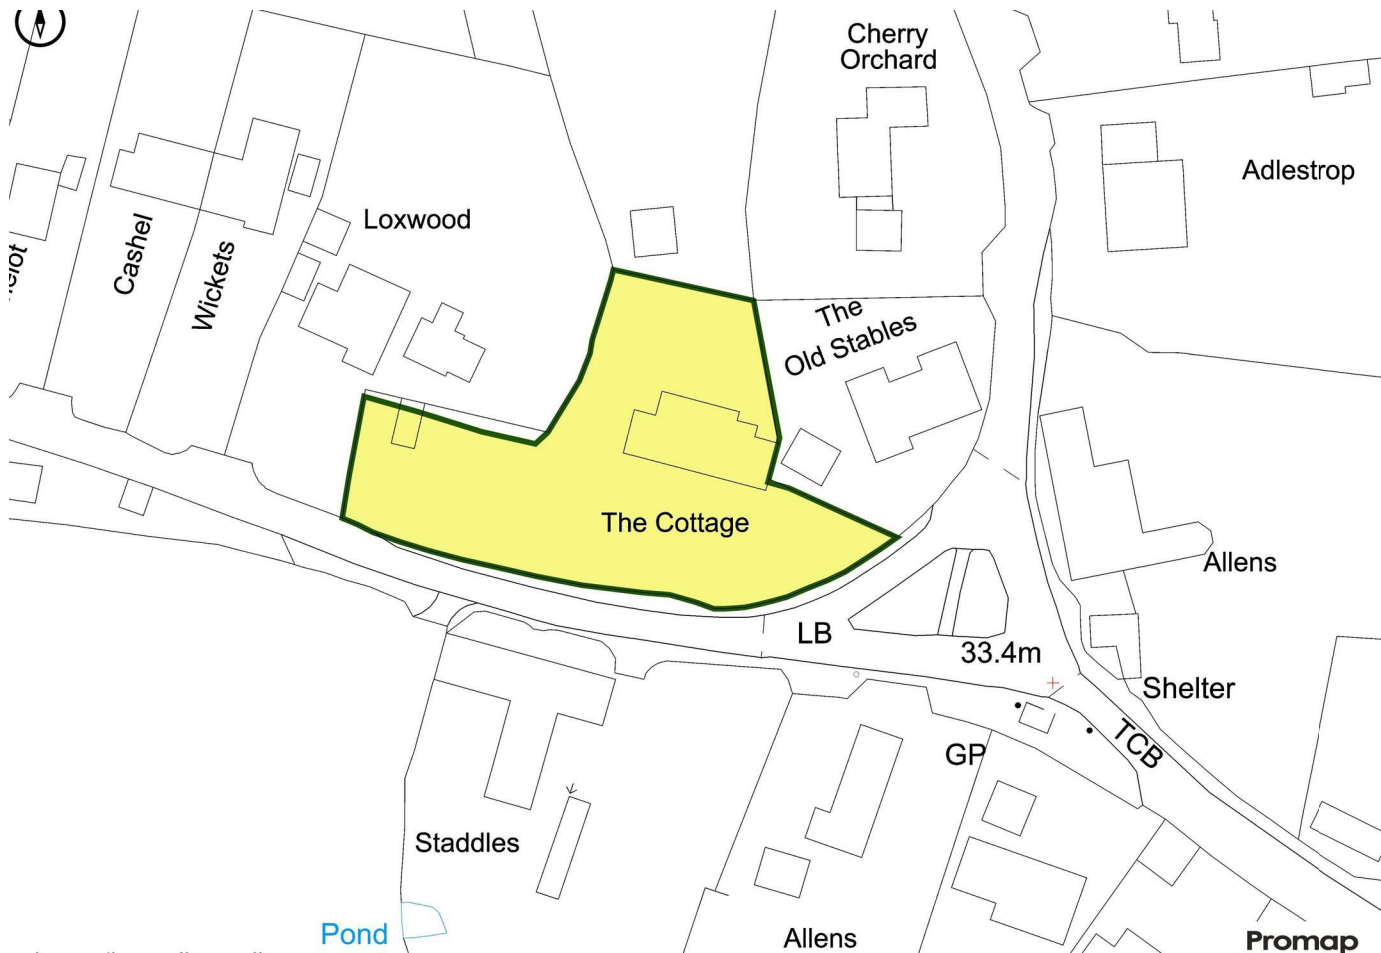 Cherry
Orchard
Adlestrop
Loxwood
Cashel
Wickets
The
Old Stables
The Cottage
Allens
LB
33.4m
Shelter
TCB
GP
Staddles
Pond
Allens
Promap